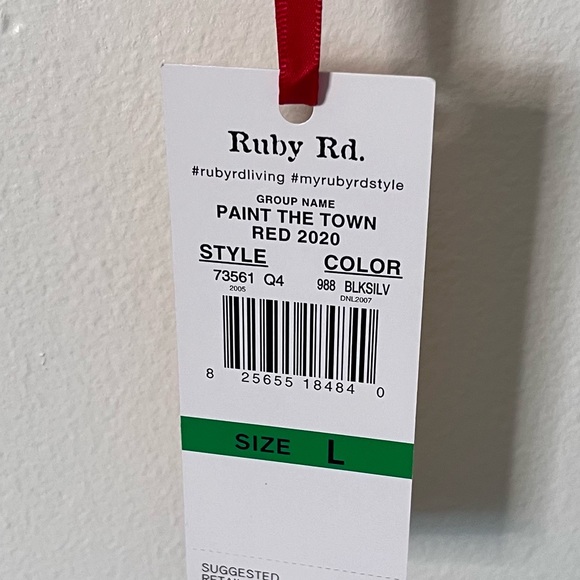 Ruby Rd.
#rubyrdliving #myrubyrdstyle
GROUP NAME
PAINT THE TOWN
RED 2020
STYLE COLOR
73561 Q4 988 BLKSILV
2005 DNL2007
8 25655 18484 0
SIZE L
SUGGESTED